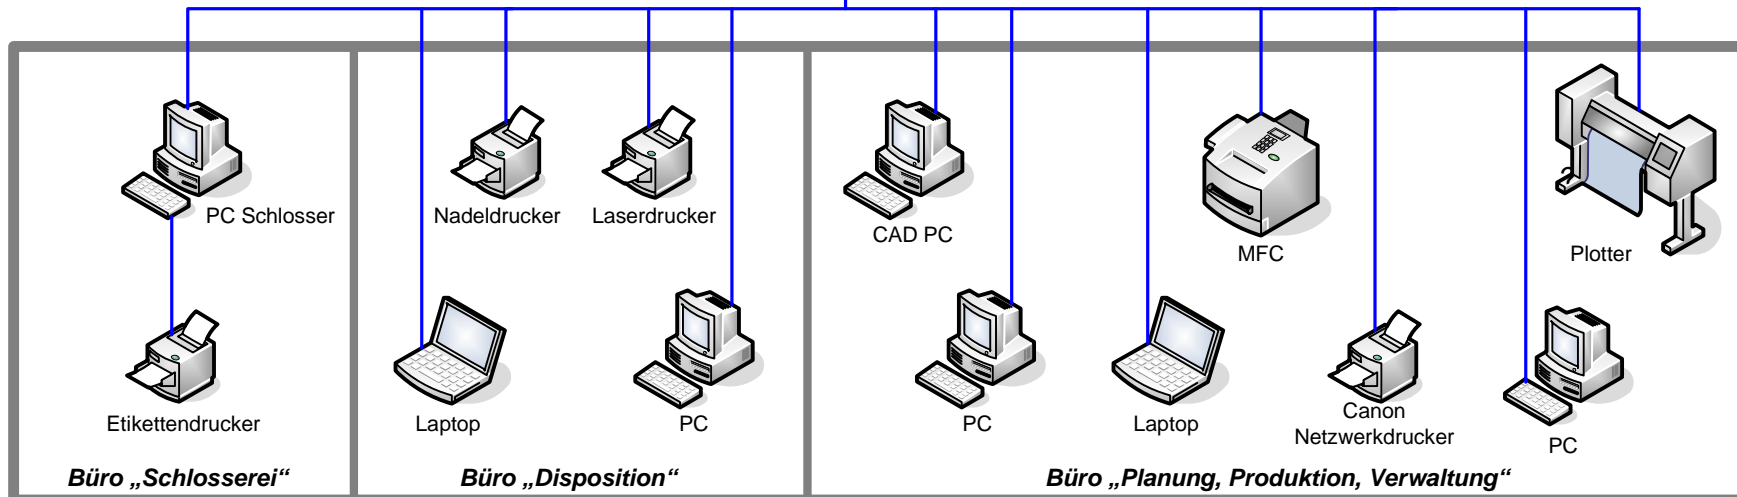 PC Schlosser
Etikettendrucker
Büro „Schlosserei“
Nadeldrucker
Laserdrucker
Laptop
PC
Büro „Disposition“
CAD PC
MFC
Plotter
PC
Laptop
Canon
Netzwerkdrucker
PC
Büro „Planung, Produktion, Verwaltung“